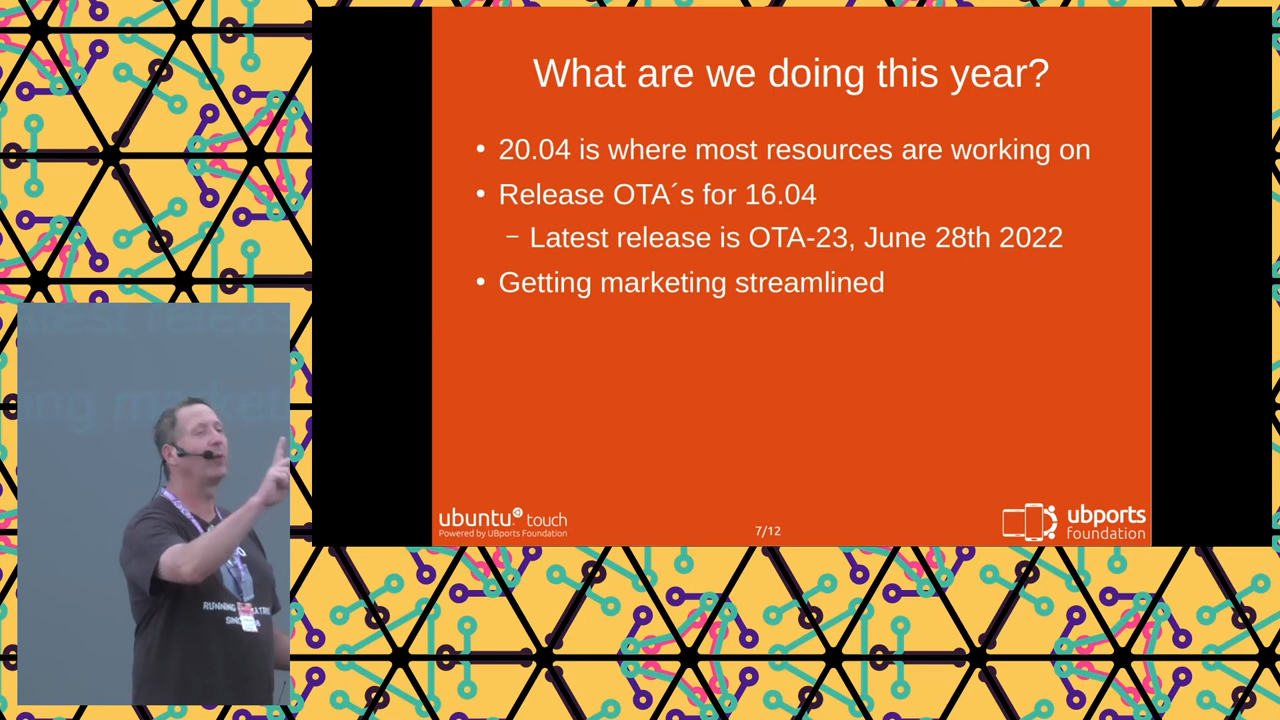 What are we doing this year?
• 20.04 is where most resources are working on
• Release OTA´s for 16.04
– Latest release is OTA-23, June 28th 2022
• Getting marketing streamlined
ubuntu touch
Powered by UBports Foundation
7/12
ubports
foundation
RUNNING